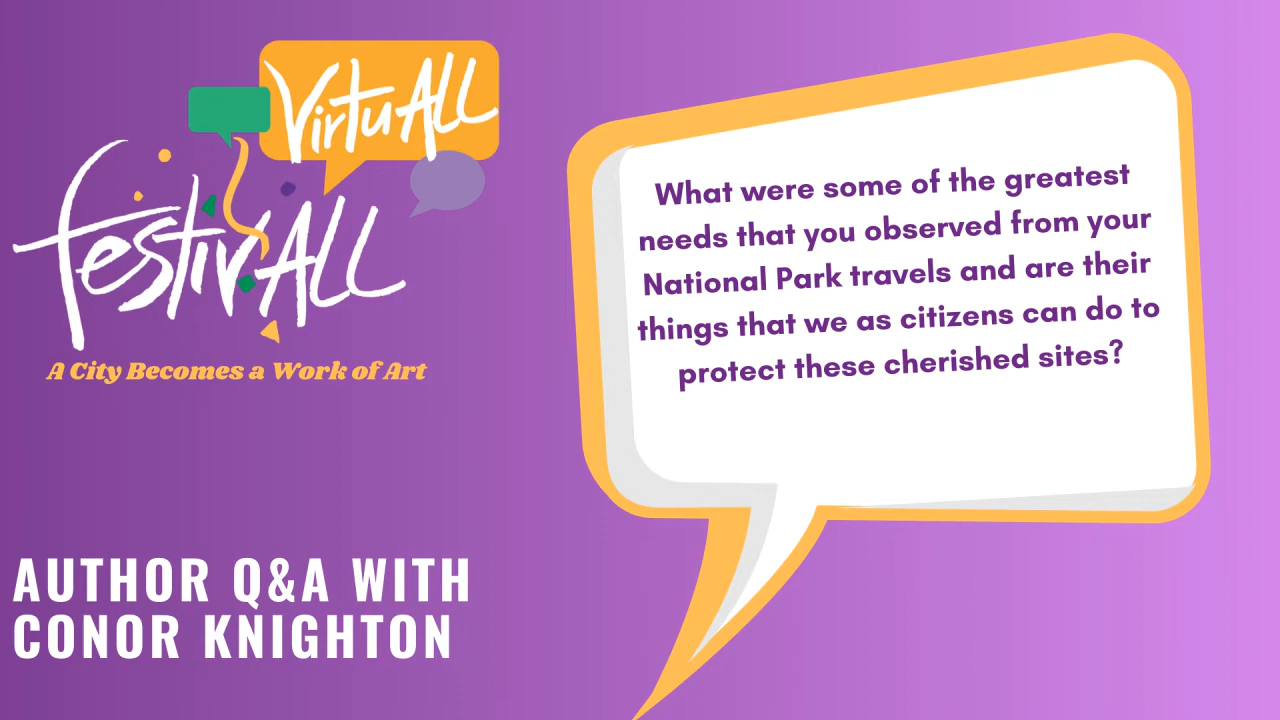 VirtuALL
festivALL
A City Becomes a Work of Art
What were some of the greatest
needs that you observed from your
National Park travels and are their
things that we as citizens can do to
protect these cherished sites?
AUTHOR Q&A WITH
CONOR KNIGHTON